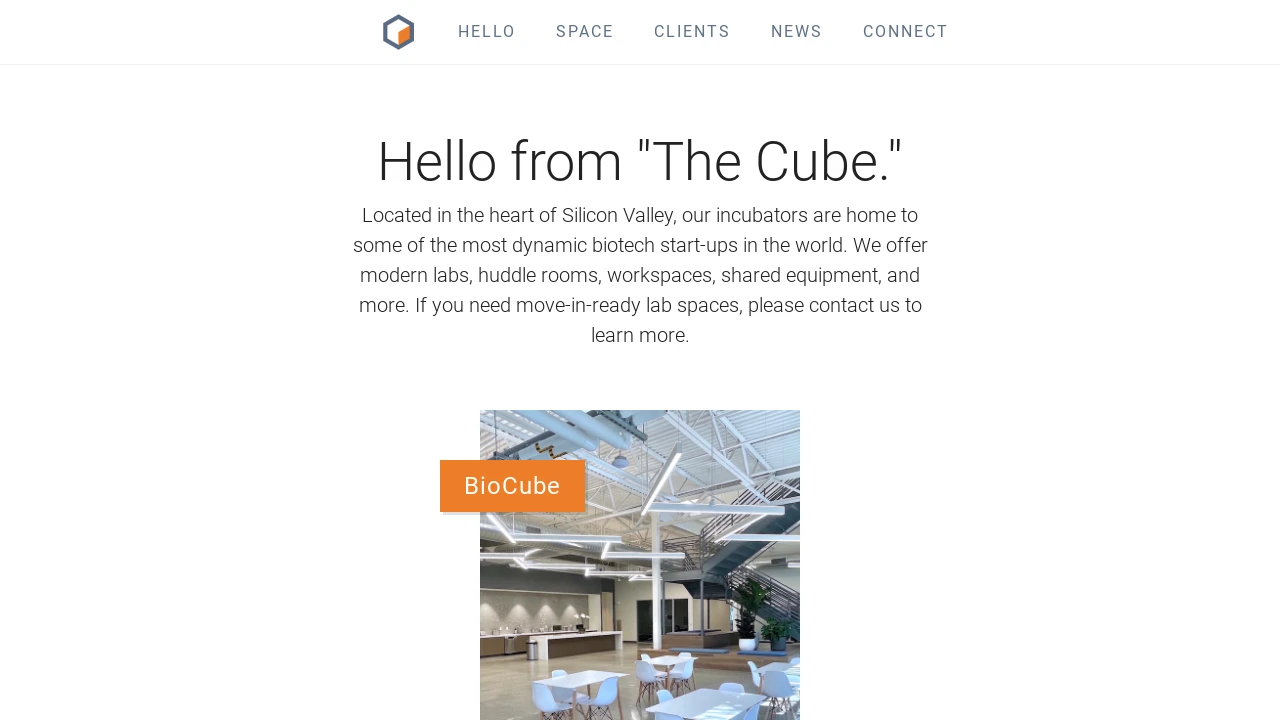 HELLO SPACE CLIENTS NEWS CONNECT
Hello from "The Cube."
Located in the heart of Silicon Valley, our incubators are home to
some of the most dynamic biotech start-ups in the world. We offer
modern labs, huddle rooms, workspaces, shared equipment, and
more. If you need move-in-ready lab spaces, please contact us to
learn more.
BioCube